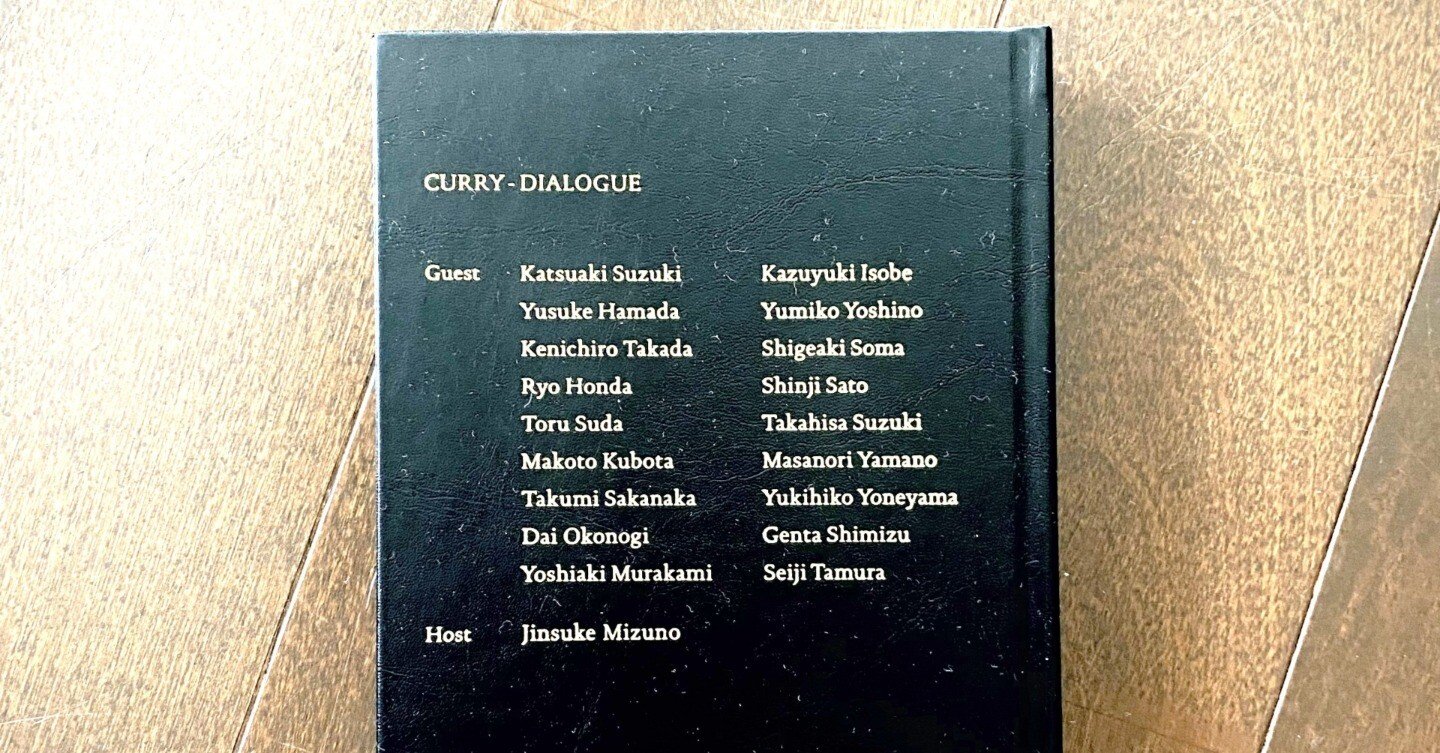 CURRY - DIALOGUE
Guest Katsuaki Suzuki Kazuyuki Isobe
Yusuke Hamada Yumiko Yoshino
Kenichiro Takada Shigeaki Soma
Ryo Honda Shinji Sato
Toru Suda Takahisa Suzuki
Makoto Kubota Masanori Yamano
Takumi Sakanaka Yukihiko Yoneyama
Dai Okonogi Genta Shimizu
Yoshiaki Murakami Seiji Tamura
Host Jinsuke Mizuno